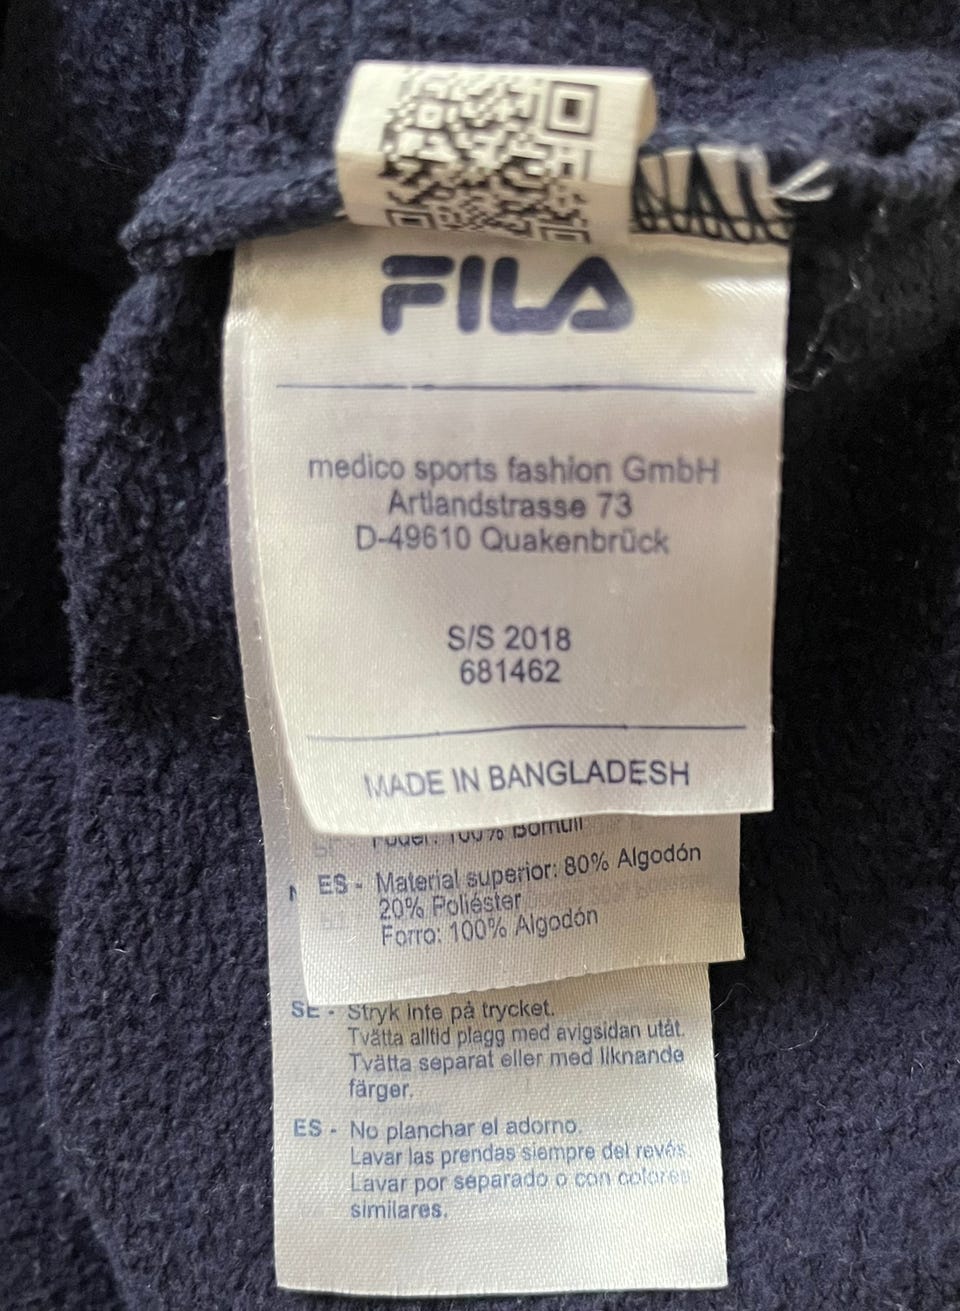 FILA
medico sports fashion GmbH
Artlandstrasse 73
D-49610 Quakenbrück
S/S 2018
681462
MADE IN BANGLADESH
Foder: 100% Bomull
ES - Material superior: 80% Algodón
20% Poliéster
Forro: 100% Algodón
SE - Stryk inte på trycket.
Tvätta alltid plagg med avigsidan utåt.
Tvätta separat eller med liknande
färger.
ES - No planchar el adorno.
Lavar las prendas siempre del revés.
Lavar por separado o con colores
similares.